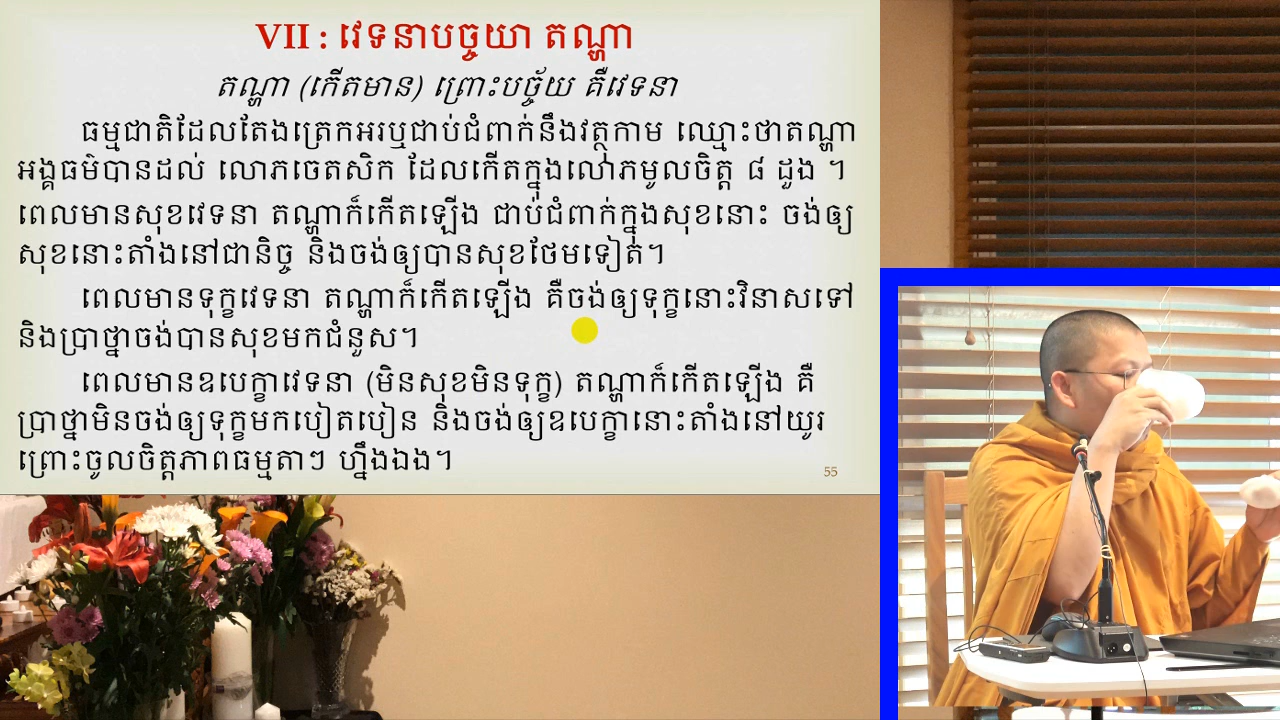 VII : វេទនាបច្ចយា តណ្ហា
តណ្ហា (កើតមាន) ព្រោះបច្ច័យ គឺវេទនា
ធម្មជាតិដែលតែងត្រេកអរឬជាប់ជំពាក់នឹងវត្ថុកាម ឈ្មោះថាតណ្ហា
អង្គធម៌បានដល់ លោភចេតសិក ដែលកើតក្នុងលោភមូលចិត្ត ៨ ដួង ។
ពេលមានសុខវេទនា តណ្ហាក៏កើតឡើង ជាប់ជំពាក់ក្នុងសុខនោះ ចង់ឲ្យ
សុខនោះតាំងនៅជានិច្ច និងចង់ឲ្យបានសុខថែមទៀត។
ពេលមានទុក្ខវេទនា តណ្ហាក៏កើតឡើង គឺចង់ឲ្យទុក្ខនោះវិនាសទៅ
និងប្រាថ្នាចង់បានសុខមកជំនួស។
ពេលមានឧបេក្ខាវេទនា (មិនសុខមិនទុក្ខ) តណ្ហាក៏កើតឡើង គឺ
ប្រាថ្នាមិនចង់ឲ្យទុក្ខមកបៀតបៀន និងចង់ឲ្យឧបេក្ខានោះតាំងនៅយូរ
ព្រោះចូលចិត្តភាពធម្មតាៗ ហ្នឹងឯង។
55